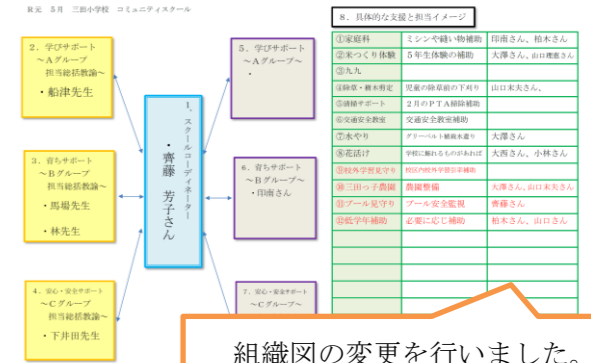 R元 5月 三田小学校 コミュニティスクール
2．学びサポート
～Aグループ
担当総括教諭～
・船津先生
3．育ちサポート
～Bグループ
担当総括教諭～
・馬場先生
・林先生
4．安心・安全サポート
～Cグループ
担当総括教諭～
・下井田先生
1．スクールコーディネーター
・齊藤 芳子さん
5．学びサポート
～Aグループ～
・
6．育ちサポート
～Bグループ～
・印南さん
7．安心・安全サポート
～Cグループ～
8．具体的な支援と担当イメージ
①家庭科 ミシンや縫い物補助 印南さん、柏木さん
②米つくり体験 5年生体験の補助 大澤さん、山口理恵さん
③九九
④除草・樹木剪定 児童の除草前の下刈り 山口末夫さん、
⑤清掃サポート 2月のPTA掃除補助
⑥交通安全教室 交通安全教室補助
⑦水やり グリーンベルト植栽水遣り 大澤さん
⑧花活け 学校に飾れるものがあれば 大西さん、小林さん
⑨校外学習見守り 校区内校外学習引率補助
⑩三田っ子農園 農園整備 大澤さん、山口末夫さん
⑪プール見守り プール安全監視 齊藤さん
⑫低学年補助 必要に応じ補助 柏木さん、山口さん
組織図の変更を行いました。